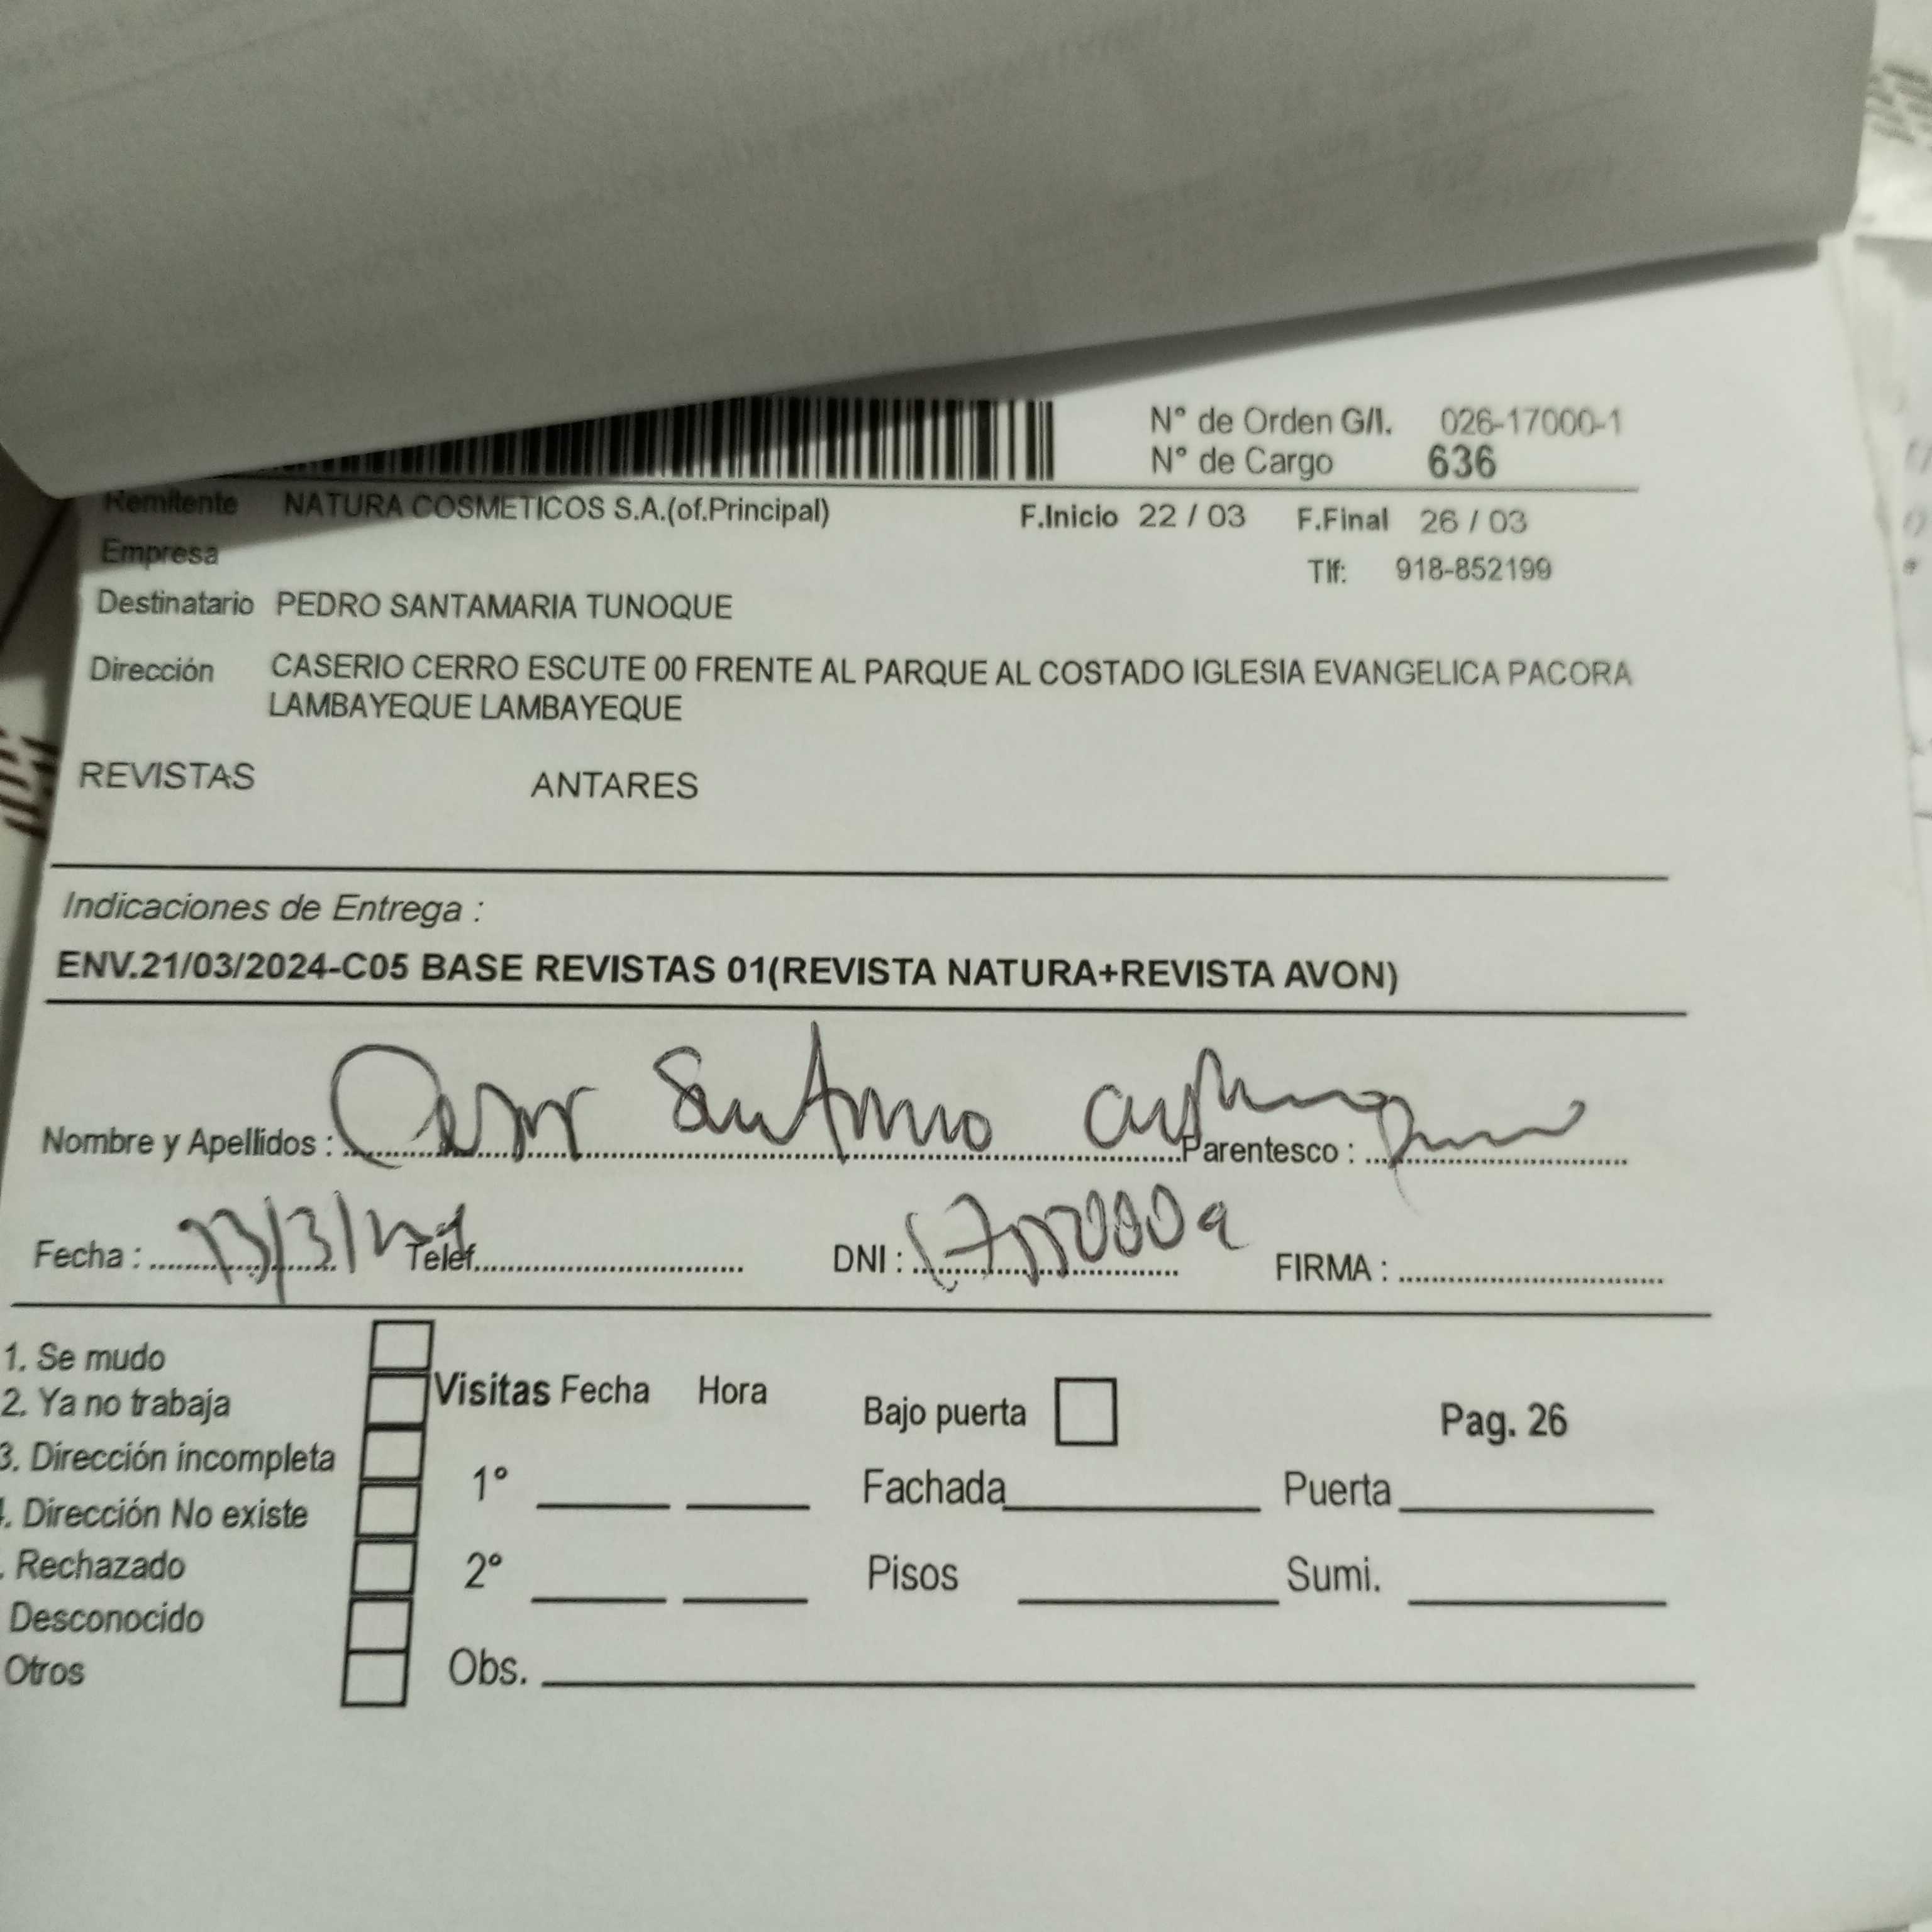 N° de Orden G/I. 026-17000-1
N° de Cargo 636
Remitente NATURA COSMETICOS S.A.(of.Principal) F.Inicio 22 / 03 F.Final 26 / 03
Empresa
Tlf: 918-852199
Destinatario PEDRO SANTAMARIA TUNOQUE
Dirección CASERIO CERRO ESCUTE 00 FRENTE AL PARQUE AL COSTADO IGLESIA EVANGELICA PACORA
LAMBAYEQUE LAMBAYEQUE
REVISTAS ANTARES
Indicaciones de Entrega :
ENV.21/03/2024-C05 BASE REVISTAS 01(REVISTA NATURA+REVISTA AVON)
Nombre y Apellidos : Parentesco :
Fecha : Telef. DNI : FIRMA :
1. Se mudo
2. Ya no trabaja
Visitas Fecha Hora
Bajo puerta
Pag. 26
3. Dirección incompleta
1° Fachada Puerta
. Dirección No existe
. Rechazado
2° Pisos Sumi.
Desconocido
Otros
Obs.